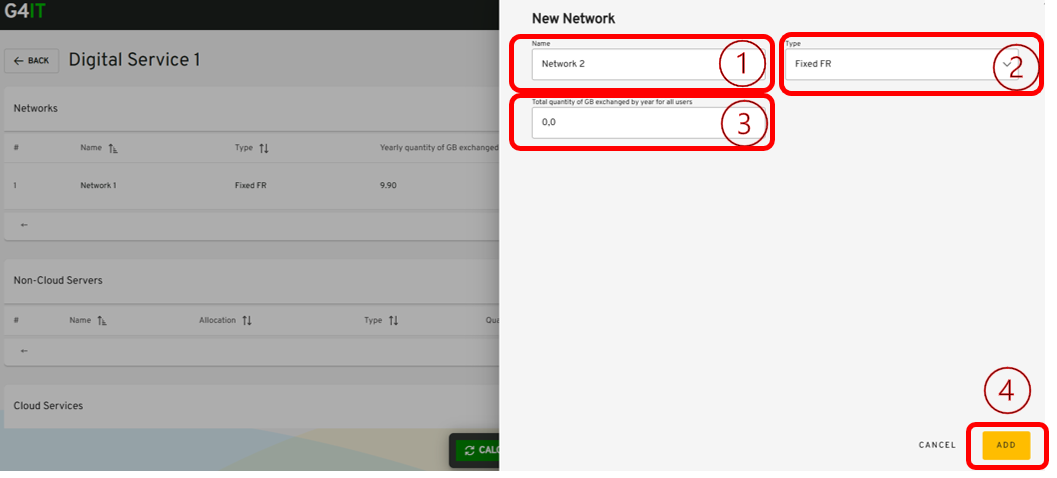 G4IT
BACK
Digital Service 1
Networks
# Name Type Yearly quantity of GB exchanged
1 Network 1 Fixed FR 9.90
←
Non-Cloud Servers
# Name Allocation Type
←
Cloud Services
New Network
Name
Network 2
1
Type
Fixed FR
2
Total quantity of GB exchanged by year for all users
0,0
3
4
CANCEL ADD